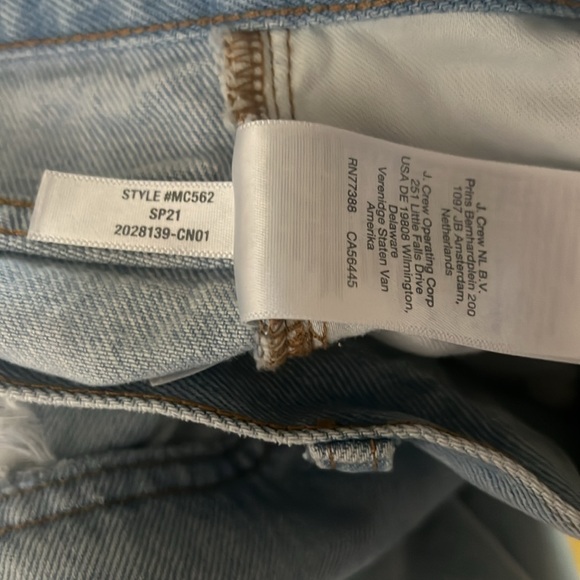 STYLE #MC562
SP21
2028139-CN01
J. Crew NL B.V.
Prins Bernhardplein 200
1097 JB Amsterdam,
Netherlands
J. Crew Operating Corp
251 Little Falls Drive
USA DE 19808 Wilmington,
Delaware
Verenidge Staten Van
Amerika
RN77388 CA56445